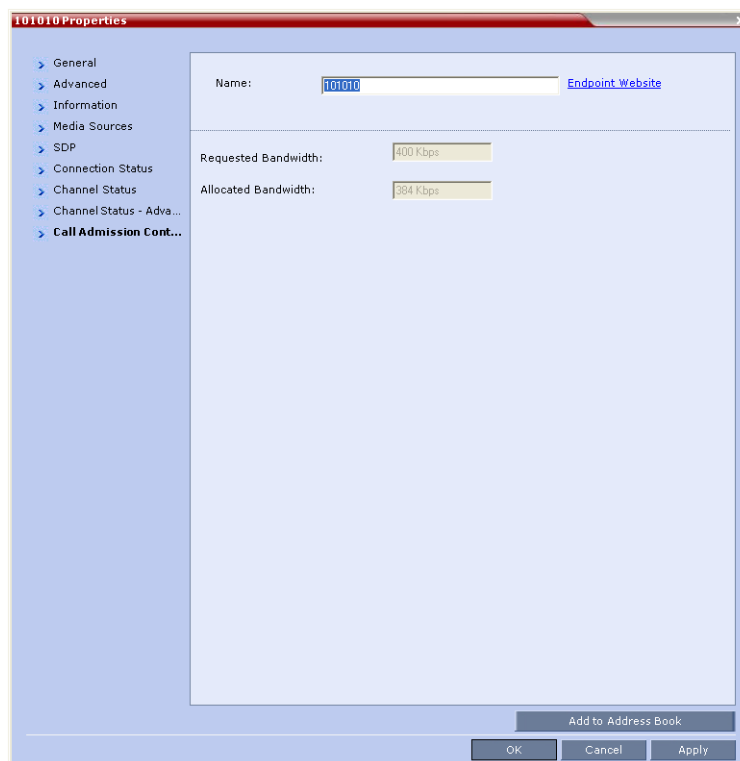 101010 Properties
General
Advanced
Information
Media Sources
SDP
Connection Status
Channel Status
Channel Status - Adva...
Call Admission Cont...
Name: 101010 Endpoint Website
Requested Bandwidth: 400 Kbps
Allocated Bandwidth: 384 Kbps
Add to Address Book
OK Cancel Apply